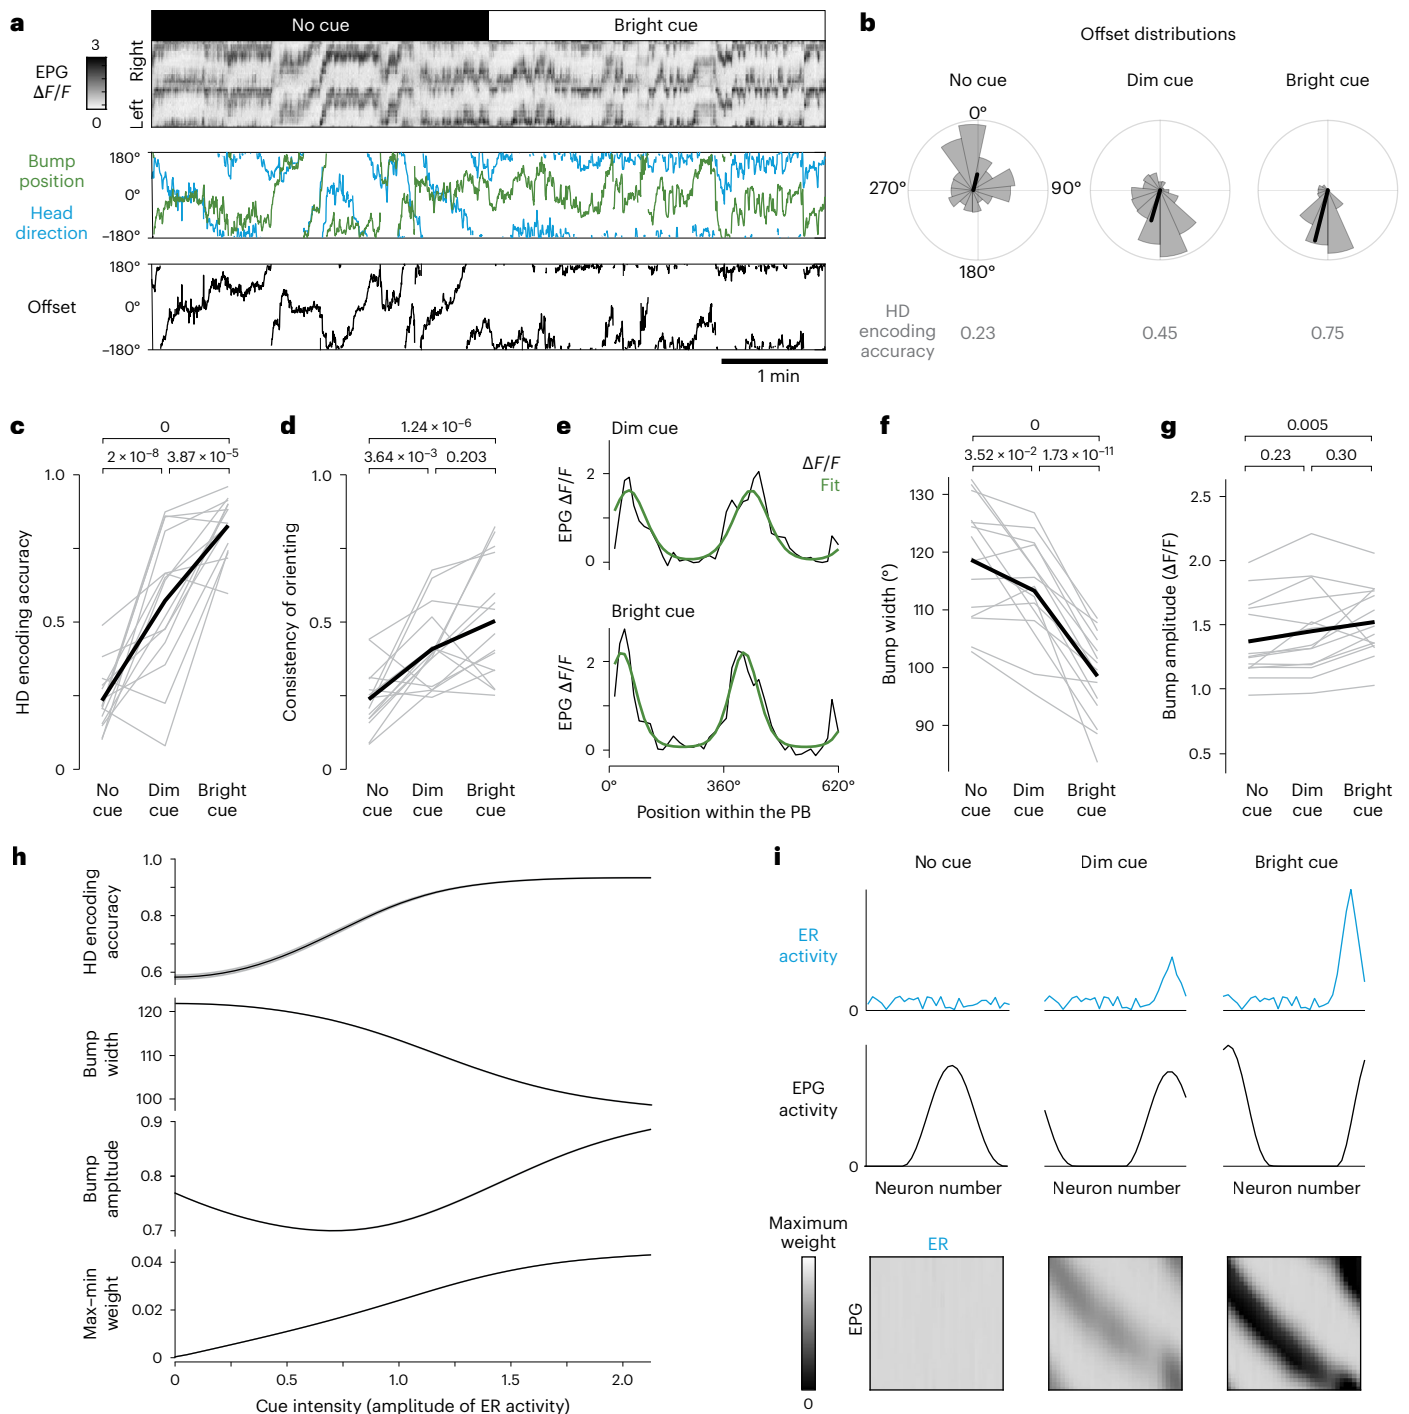 a
No cue
Bright cue
3
EPG
ΔF/F
0
Right
Left
Bump
position
Head
direction
180°
0°
–180°
Offset
180°
0°
–180°
1 min
b
Offset distributions
No cue
Dim cue
Bright cue
0°
270°
90°
180°
HD
encoding
accuracy
0.23
0.45
0.75
c
0
2 × 10–8
3.87 × 10–5
1.0
0.5
0
HD encoding accuracy
No
cue
Dim
cue
Bright
cue
d
1.24 × 10–6
3.64 × 10–3
0.203
1.0
0.5
0
Consistency of orienting
No
cue
Dim
cue
Bright
cue
e
Dim cue
ΔF/F
Fit
EPG ΔF/F
2
0
Bright cue
EPG ΔF/F
2
0
0°
360°
620°
Position within the PB
f
0
3.52 × 10–2
1.73 × 10–11
130
120
110
100
90
Bump width (°)
No
cue
Dim
cue
Bright
cue
g
0.005
0.23
0.30
2.5
2.0
1.5
1.0
0.5
Bump amplitude (ΔF/F)
No
cue
Dim
cue
Bright
cue
h
HD encoding
accuracy
1.0
0.8
0.6
Bump
width
120
110
100
Bump
ampltude
0.9
0.8
0.7
Max–min
weight
0.04
0.02
0
0
0.5
1.0
1.5
2.0
Cue intensity (amplitude of ER activity)
i
No cue
Dim cue
Bright cue
ER
activity
0
EPG
activity
0
Neuron number
Neuron number
Neuron number
Maximum
weight
0
ER
EPG